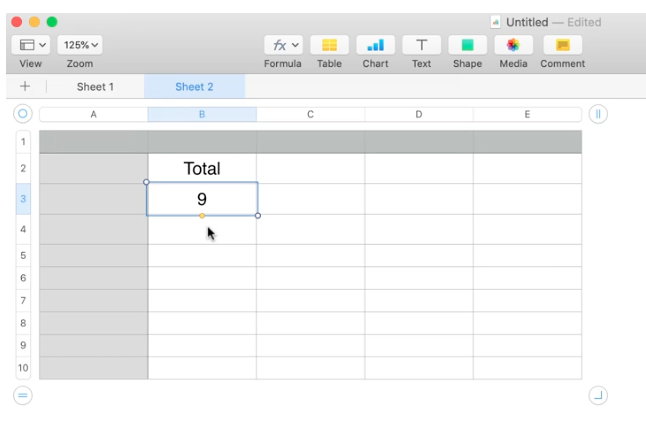 Untitled — Edited
125%
View Zoom Formula Table Chart Text Shape Media Comment
+ Sheet 1 Sheet 2
A B C D E
1
2 Total
3 9
4
5
6
7
8
9
10